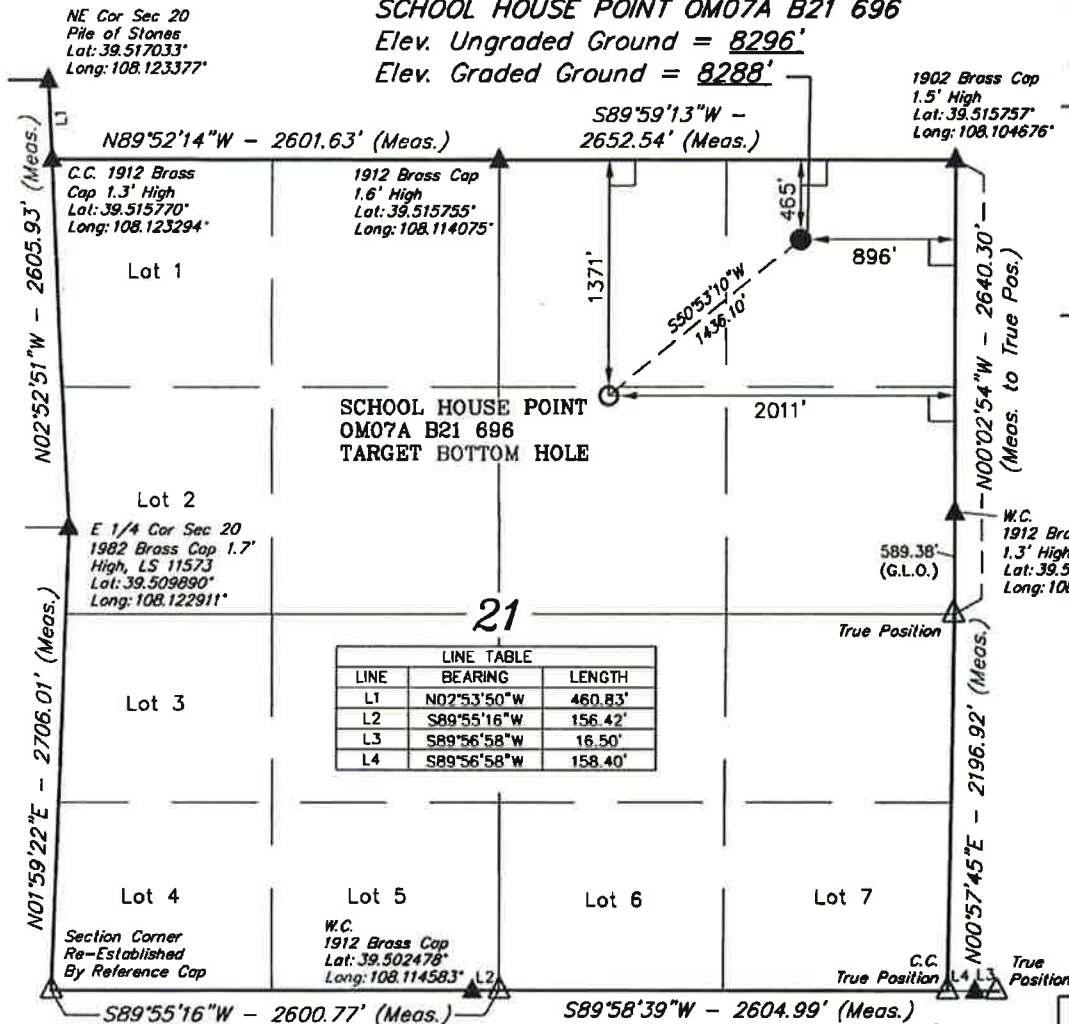 SCHOOL HOUSE POINT OM07A B21 696
Elev. Ungraded Ground = 8296'
Elev. Graded Ground = 8288'
NE Cor Sec 20
Pile of Stones
Lat: 39.517033°
Long: 108.123377°
L1
N89°52'14"W - 2601.63' (Meas.)
S89°59'13"W -
2652.54' (Meas.)
1902 Brass Cap
1.5' High
Lat: 39.515757°
Long: 108.104676°
C.C. 1912 Brass
Cap 1.3' High
Lat: 39.515770°
Long: 108.123294°
1912 Brass Cap
1.6' High
Lat: 39.515755°
Long: 108.114075°
N02°52'51"W - 2605.93' (Meas.)
Lot 1
1371'
465'
896'
S50°53'10"W
1436.10'
2011'
N00°02'54"W - 2640.30'
(Meas. to True Pos.)
SCHOOL HOUSE POINT
OM07A B21 696
TARGET BOTTOM HOLE
Lot 2
E 1/4 Cor Sec 20
1982 Brass Cap 1.7'
High, LS 11573
Lat: 39.509890°
Long: 108.122911°
W.C.
1912 Bra
1.3' High
Lat: 39.5
Long: 108
589.38'
(G.L.O.)
21
True Position
LINE TABLE
LINE BEARING LENGTH
L1 N02°53'50"W 460.83'
L2 S89°55'16"W 156.42'
L3 S89°56'58"W 16.50'
L4 S89°56'58"W 158.40'
Lot 3
N01°59'22"E - 2706.01' (Meas.)
N00°57'45"E - 2196.92' (Meas.)
Lot 4
Lot 5
Lot 6
Lot 7
Section Corner
Re-Established
By Reference Cap
W.C.
1912 Brass Cap
Lat: 39.502478°
Long: 108.114583°
L2
C.C.
True Position
L4 L3
True
Position
S89°55'16"W - 2600.77' (Meas.)
S89°58'39"W - 2604.99' (Meas.)